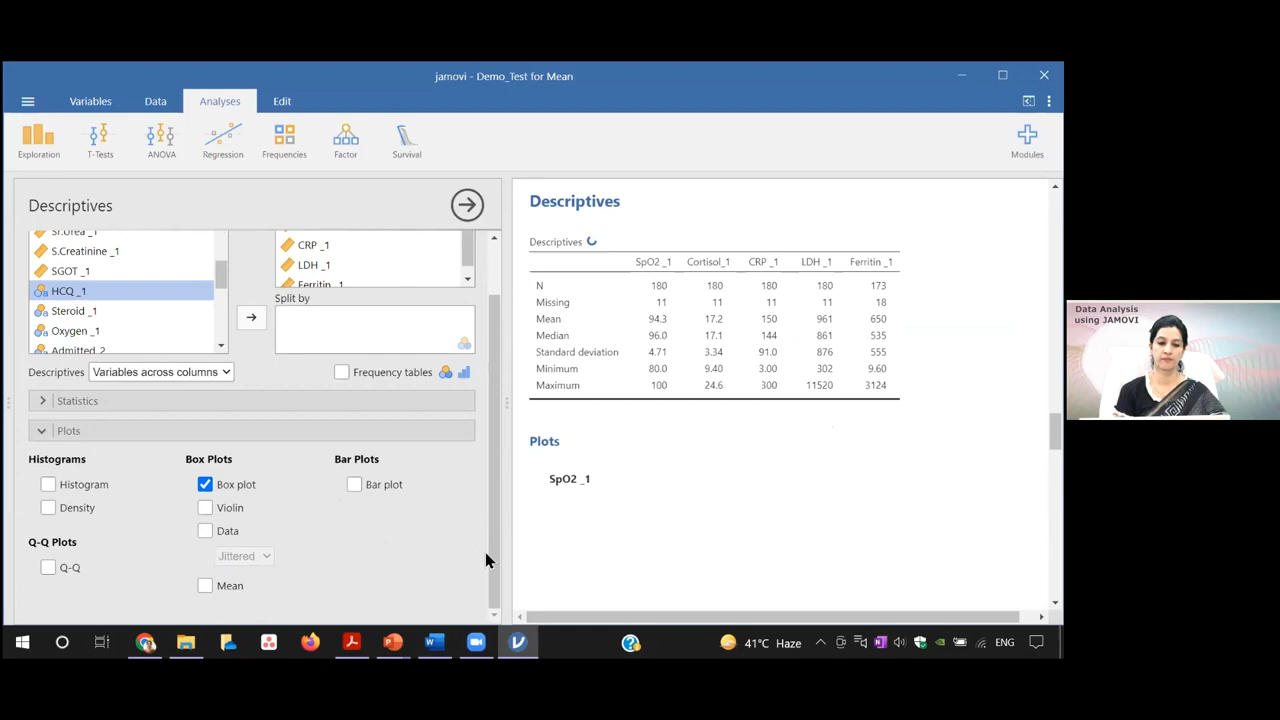 jamovi - Demo_Test for Mean
Variables
Data
Analyses
Edit
Exploration
T-Tests
ANOVA
Regression
Frequencies
Factor
Survival
Modules
Descriptives
Sr.Urea _1
S.Creatinine _1
SGOT _1
HCQ _1
Steroid _1
Oxygen _1
Admitted_2
CRP _1
LDH _1
Ferritin _1
Split by
Descriptives
Variables across columns
Frequency tables
Statistics
Plots
Histograms
Box Plots
Bar Plots
Histogram
Box plot
Bar plot
Density
Violin
Data
Q-Q Plots
Jittered
Q-Q
Mean
Descriptives
Descriptives
SpO2 _1 Cortisol_1 CRP _1 LDH _1 Ferritin _1
N 180 180 180 180 173
Missing 11 11 11 11 18
Mean 94.3 17.2 150 961 650
Median 96.0 17.1 144 861 535
Standard deviation 4.71 3.34 91.0 876 555
Minimum 80.0 9.40 3.00 302 9.60
Maximum 100 24.6 300 11520 3124
Plots
SpO2 _1
Data Analysis
using JAMOVI
41°C Haze
ENG